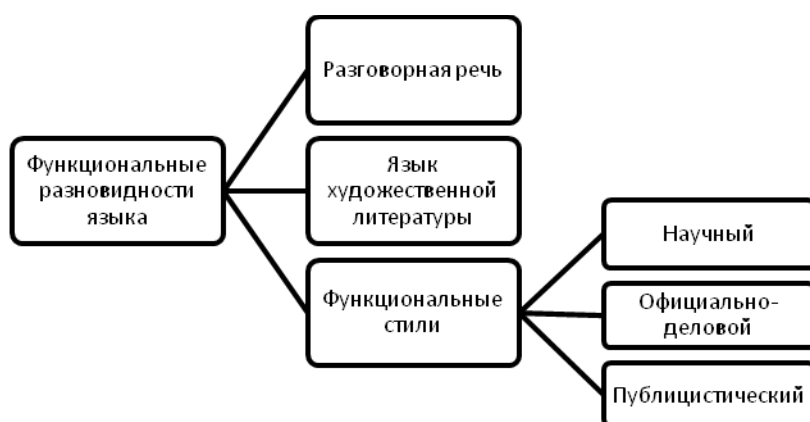 Функциональные
разновидности
языка
Разговорная речь
Язык
художественной
литературы
Функциональные
стили
Научный
Официально-
деловой
Публицистический